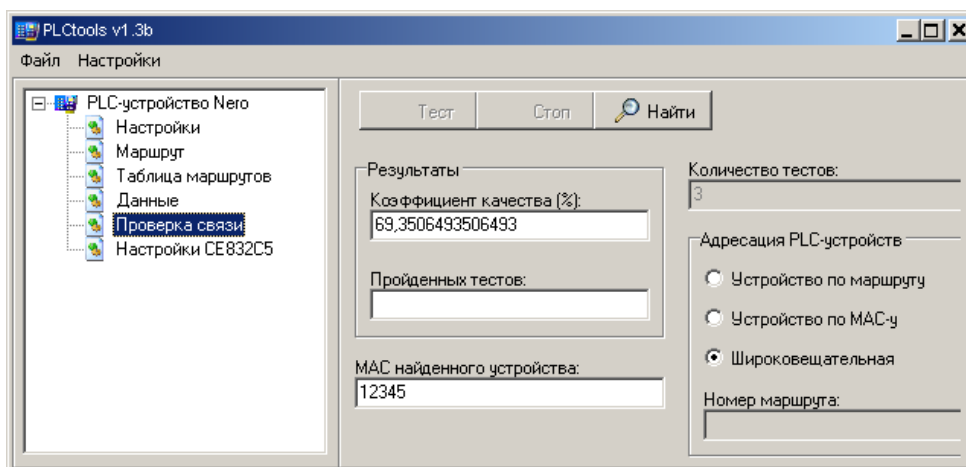 PLCtools v1.3b
Файл Настройки
PLC-устройство Nero
Настройки
Маршрут
Таблица маршрутов
Данные
Проверка связи
Настройки CE832C5
Тест Стоп Найти
Результаты
Коэффициент качества (%):
69,3506493506493
Пройденных тестов:
MAC найденного устройства:
12345
Количество тестов:
3
Адресация PLC-устройств
Устройство по маршруту
Устройство по MAC-у
Широковещательная
Номер маршрута: